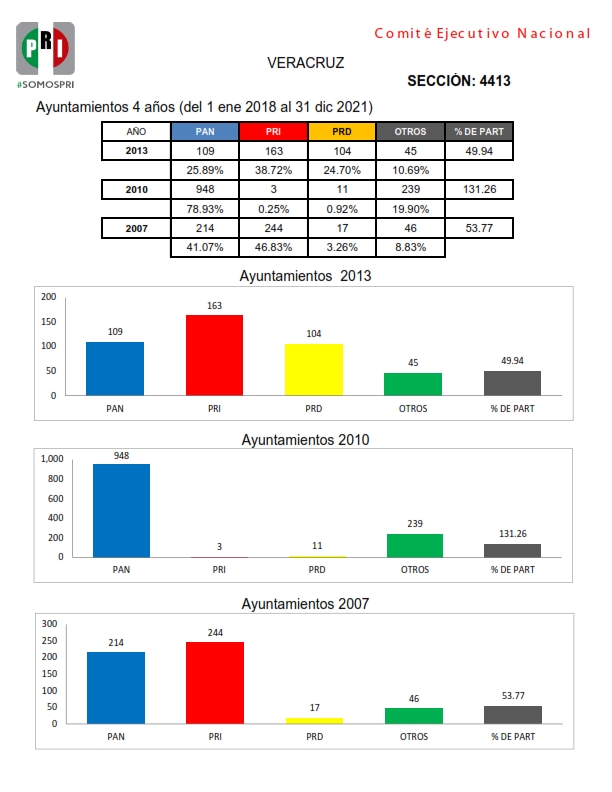 Comité Ejecutivo Nacional
PRI
#SOMOSPRI
VERACRUZ
SECCIÓN: 4413
Ayuntamientos 4 años (del 1 ene 2018 al 31 dic 2021)
AÑO PAN PRI PRD OTROS % DE PART
2013 109 163 104 45 49.94
25.89% 38.72% 24.70% 10.69%
2010 948 3 11 239 131.26
78.93% 0.25% 0.92% 19.90%
2007 214 244 17 46 53.77
41.07% 46.83% 3.26% 8.83%
Ayuntamientos 2013
200
150
100
50
0
109 163 104 45 49.94
PAN PRI PRD OTROS % DE PART
Ayuntamientos 2010
1,000
800
600
400
200
0
948 3 11 239 131.26
PAN PRI PRD OTROS % DE PART
Ayuntamientos 2007
300
250
200
150
100
50
0
214 244 17 46 53.77
PAN PRI PRD OTROS % DE PART